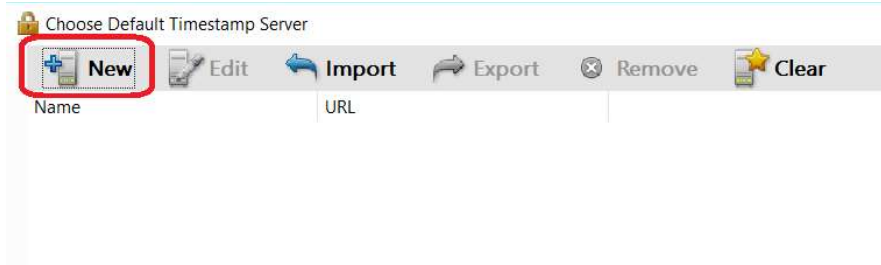 Choose Default Timestamp Server
New Edit Import Export Remove Clear
Name URL